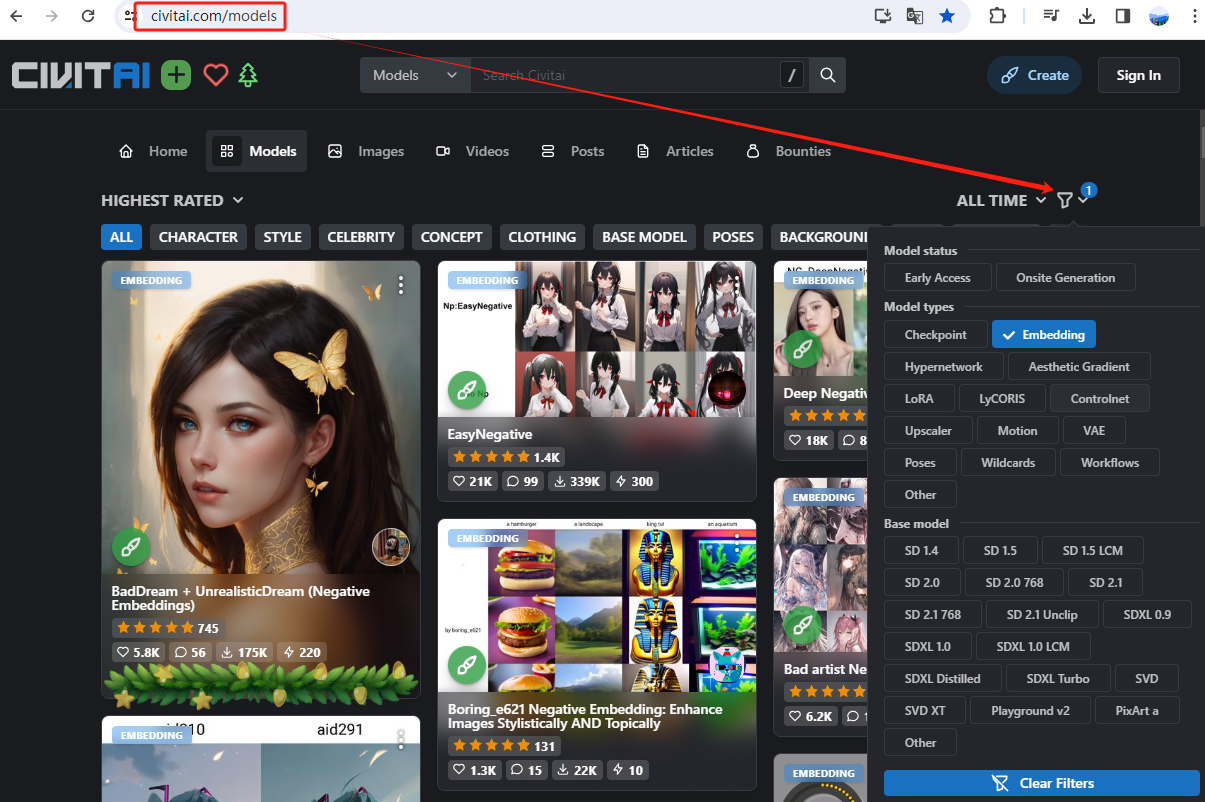 civitai.com/models
CIVITAI
Models
Search Civitai
/
Create
Sign In
Home
Models
Images
Videos
Posts
Articles
Bounties
HIGHEST RATED
ALL TIME
1
ALL
CHARACTER
STYLE
CELEBRITY
CONCEPT
CLOTHING
BASE MODEL
POSES
BACKGROUN
EMBEDDING
BadDream + UnrealisticDream (Negative
Embeddings)
745
5.8K
56
175K
220
EMBEDDING
aid291
EMBEDDING
Np:EasyNegative
No Np
EasyNegative
1.4K
21K
99
339K
300
a hamburger
a landscape
king tut
an aquarium
EMBEDDING
by boring_e621
Boring_e621 Negative Embedding: Enhance
Images Stylistically AND Topically
131
1.3K
15
22K
10
EMBEDDING
Deep Negativ
18K
8
EMBEDDING
Bad artist Ne
6.2K
1
EMBEDDING
Model status
Early Access
Onsite Generation
Model types
Checkpoint
Embedding
Hypernetwork
Aesthetic Gradient
LoRA
LyCORIS
Controlnet
Upscaler
Motion
VAE
Poses
Wildcards
Workflows
Other
Base model
SD 1.4
SD 1.5
SD 1.5 LCM
SD 2.0
SD 2.0 768
SD 2.1
SD 2.1 768
SD 2.1 Unclip
SDXL 0.9
SDXL 1.0
SDXL 1.0 LCM
SDXL Distilled
SDXL Turbo
SVD
SVD XT
Playground v2
PixArt a
Other
Clear Filters